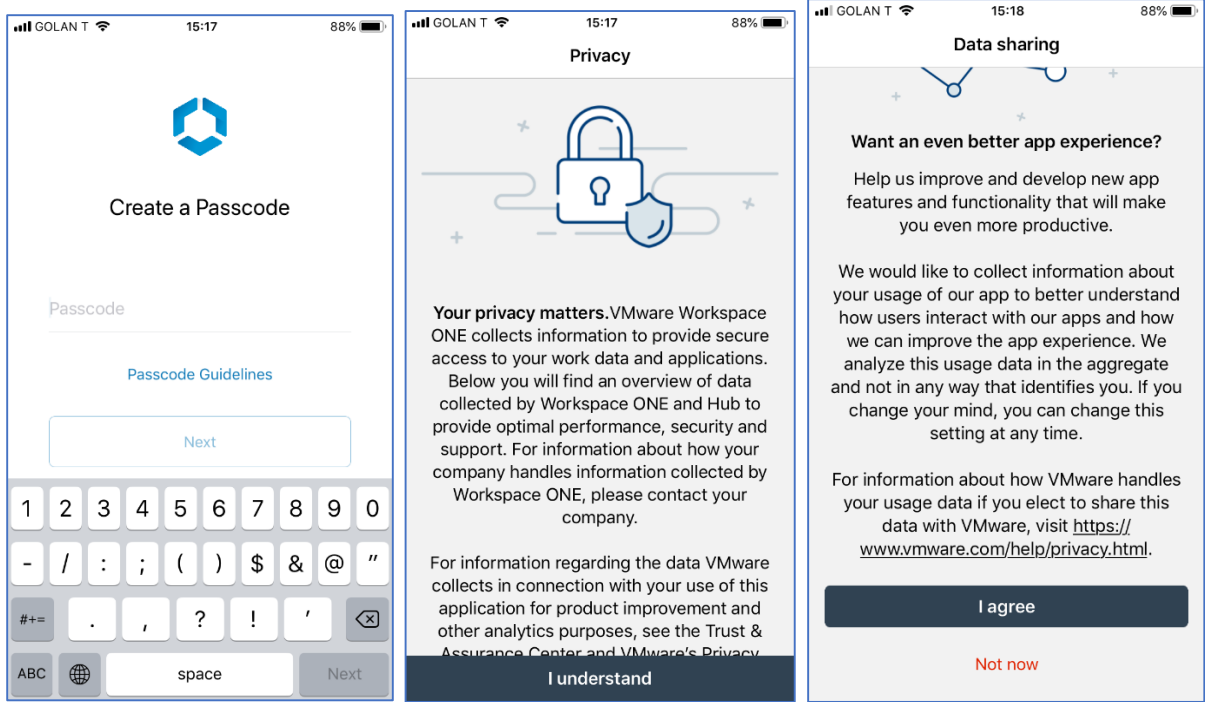 GOLAN T 15:17 88%
Create a Passcode
Passcode
Passcode Guidelines
Next
1 2 3 4 5 6 7 8 9 0
- / : ; ( ) $ & @ "
#+= . , ? ! '
ABC space Next
GOLAN T 15:17 88%
Privacy
Your privacy matters.VMware Workspace
ONE collects information to provide secure
access to your work data and applications.
Below you will find an overview of data
collected by Workspace ONE and Hub to
provide optimal performance, security and
support. For information about how your
company handles information collected by
Workspace ONE, please contact your
company.
For information regarding the data VMware
collects in connection with your use of this
application for product improvement and
other analytics purposes, see the Trust &
Assurance Center and VMware's Privacy
I understand
GOLAN T 15:18 88%
Data sharing
Want an even better app experience?
Help us improve and develop new app
features and functionality that will make
you even more productive.
We would like to collect information about
your usage of our app to better understand
how users interact with our apps and how
we can improve the app experience. We
analyze this usage data in the aggregate
and not in any way that identifies you. If you
change your mind, you can change this
setting at any time.
For information about how VMware handles
your usage data if you elect to share this
data with VMware, visit https://
www.vmware.com/help/privacy.html.
I agree
Not now